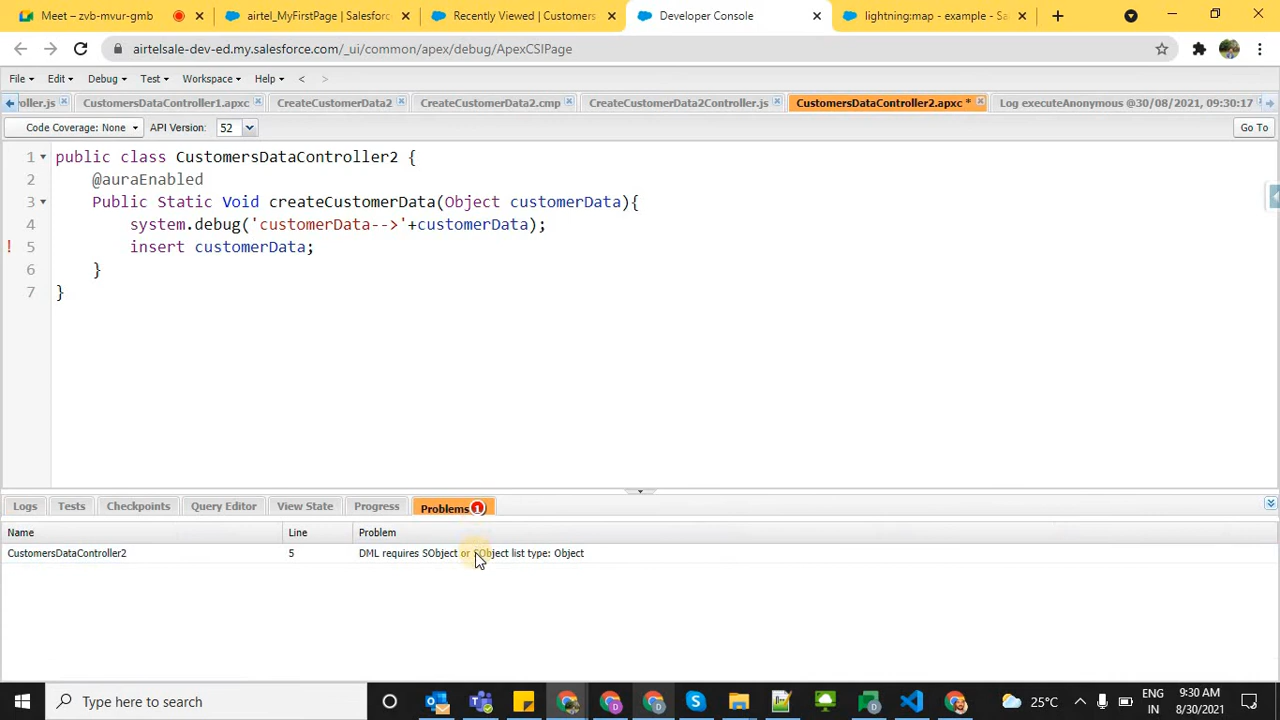 Meet – zvb-mvur-gmb
airtel_MyFirstPage | Salesforc
Recently Viewed | Customers
Developer Console
lightning:map - example - Sa
airtelsale-dev-ed.my.salesforce.com/_ui/common/apex/debug/ApexCSIPage
File Edit Debug Test Workspace Help < >
oller.js CustomersDataController1.apxc CreateCustomerData2 CreateCustomerData2.cmp CreateCustomerData2Controller.js CustomersDataController2.apxc * Log executeAnonymous @30/08/2021, 09:30:17
Code Coverage: None API Version: 52 Go To
1 public class CustomersDataController2 {
2 @auraEnabled
3 Public Static Void createCustomerData(Object customerData){
4 system.debug('customerData-->'+customerData);
! 5 insert customerData;
6 }
7 }
Logs Tests Checkpoints Query Editor View State Progress Problems 1
Name Line Problem
CustomersDataController2 5 DML requires SObject or SObject list type: Object
Type here to search
25°C
ENG
IN
9:30 AM
8/30/2021